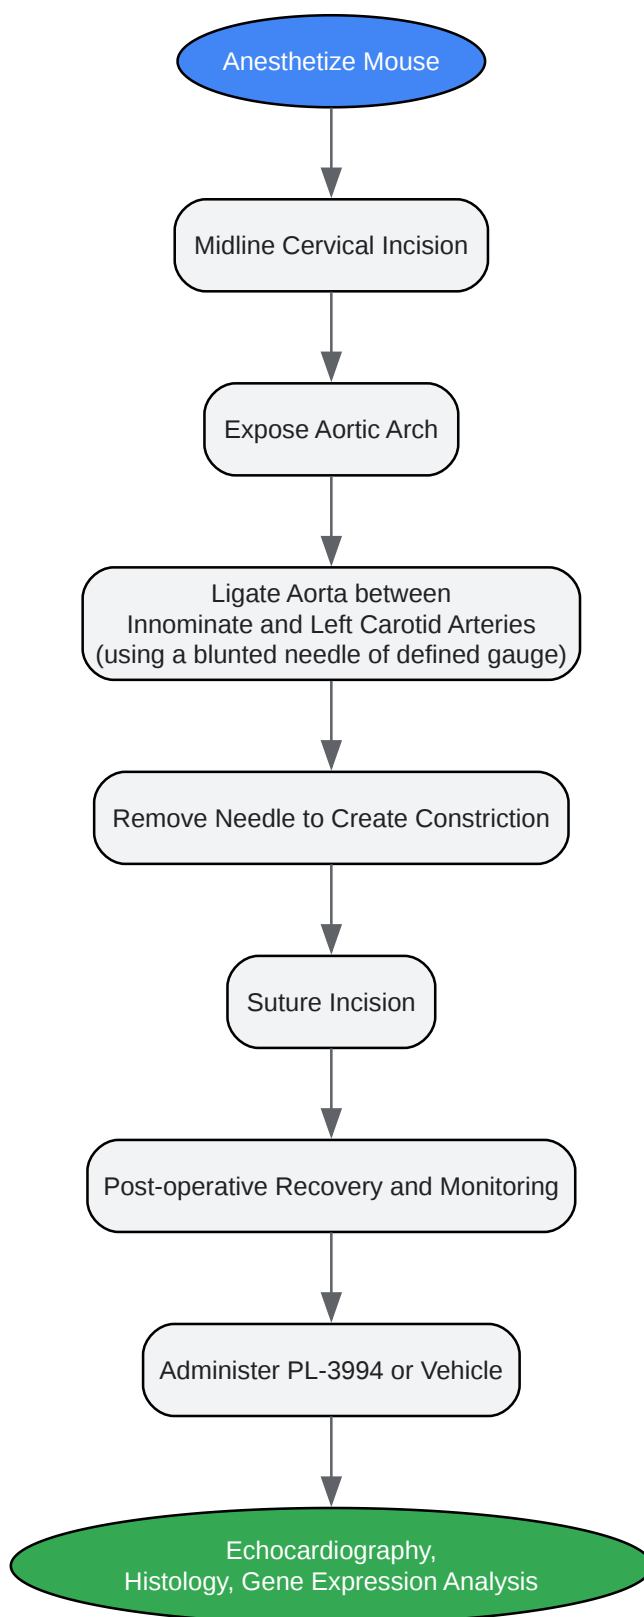 Anesthetize Mouse
Midline Cervical Incision
Expose Aortic Arch
Ligate Aorta between
Innominate and Left Carotid Arteries
(using a blunted needle of defined gauge)
Remove Needle to Create Constriction
Suture Incision
Post-operative Recovery and Monitoring
Administer PL-3994 or Vehicle
Echocardiography,
Histology, Gene Expression Analysis